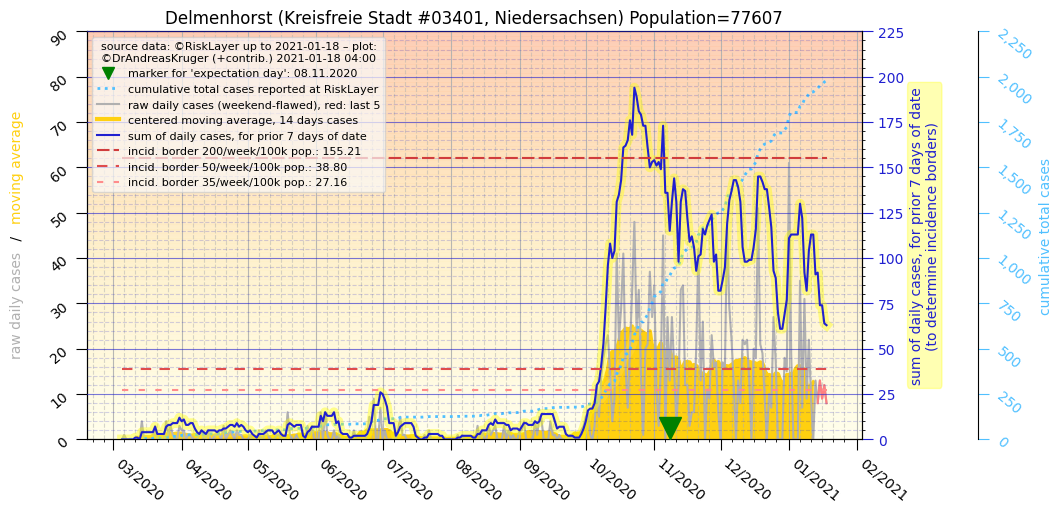 Delmenhorst (Kreisfreie Stadt #03401, Niedersachsen) Population=77607
source data: ©RiskLayer up to 2021-01-18 – plot:
©DrAndreasKruger (+contrib.) 2021-01-18 04:00
marker for 'expectation day': 08.11.2020
cumulative total cases reported at RiskLayer
raw daily cases (weekend-flawed), red: last 5
centered moving average, 14 days cases
sum of daily cases, for prior 7 days of date
incid. border 200/week/100k pop.: 155.21
incid. border 50/week/100k pop.: 38.80
incid. border 35/week/100k pop.: 27.16
raw daily cases / moving average
90
80
70
60
50
40
30
20
10
0
03/2020
04/2020
05/2020
06/2020
07/2020
08/2020
09/2020
10/2020
11/2020
12/2020
01/2021
02/2021
225
200
175
150
125
100
75
50
25
0
sum of daily cases, for prior 7 days of date
(to determine incidence borders)
2,250
2,000
1,750
1,500
1,250
1,000
750
500
250
0
cumulative total cases